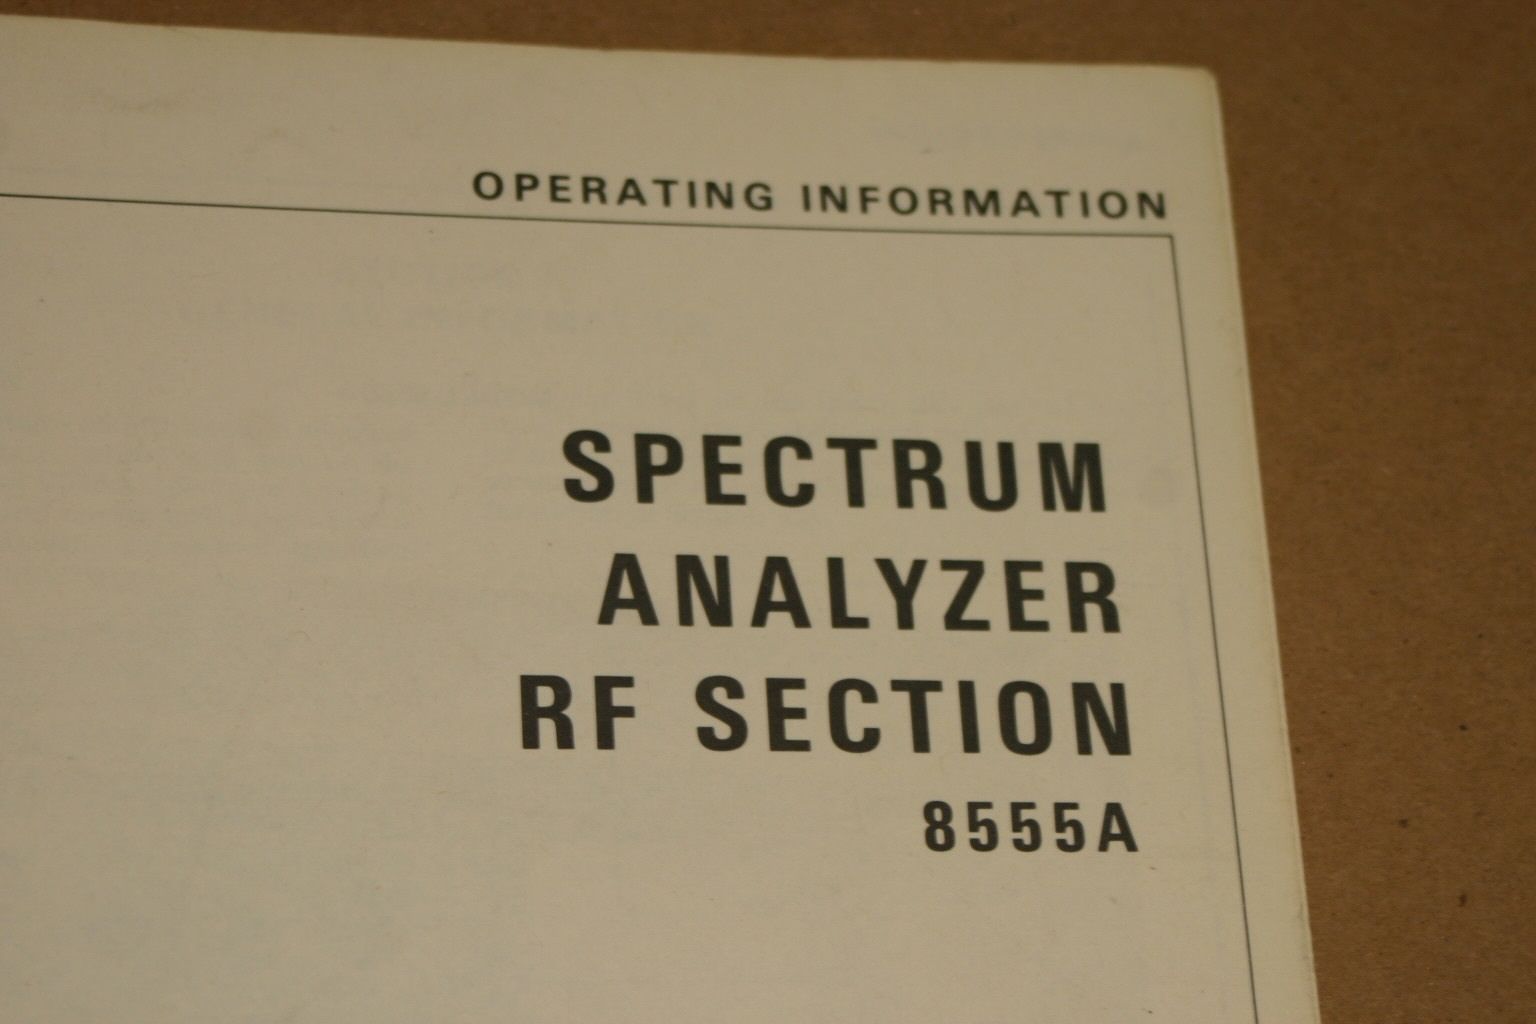 OPERATING INFORMATION
SPECTRUM
ANALYZER
RF SECTION
8555A